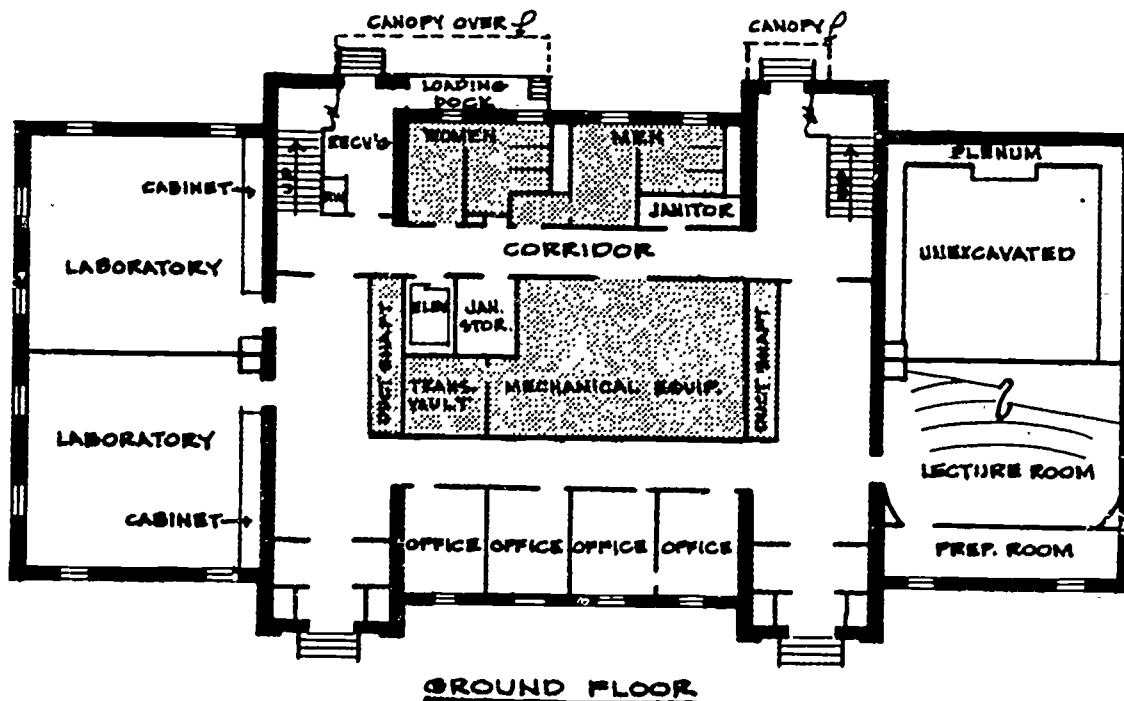 CANOPY OVER
CANOPY
LOADING
DOCK
WOMEN
MEN
REC'V'G
PLENUM
CABINET
JANITOR
CORRIDOR
UNEXCAVATED
LABORATORY
ELEV.
JAN.
STOR.
DUCT SHAFT
DUCT SHAFT
TRANS.
VAULT
MECHANICAL EQUIP.
LABORATORY
LECTURE ROOM
CABINET
OFFICE
OFFICE
OFFICE
OFFICE
PREP. ROOM
GROUND FLOOR